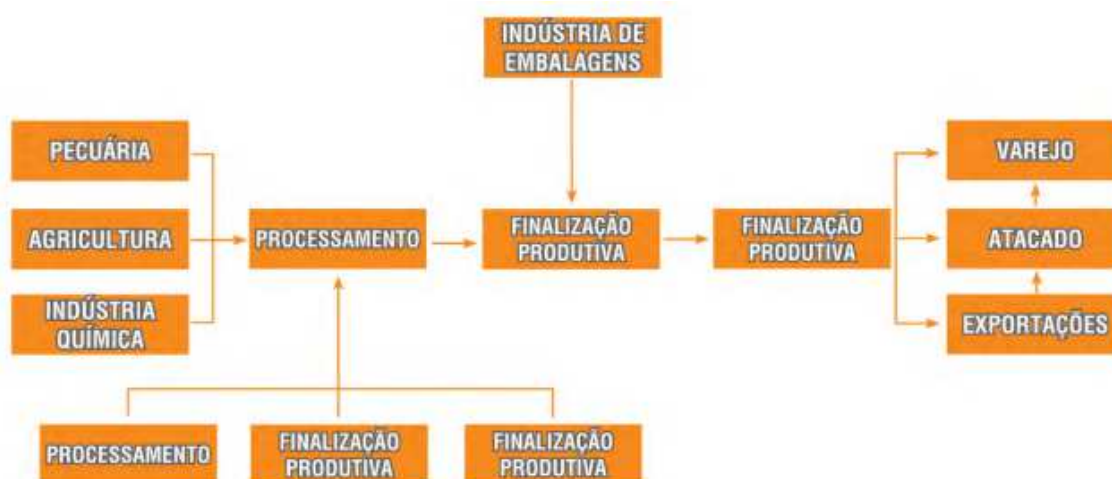 INDÚSTRIA DE
EMBALAGENS
PECUÁRIA
VAREJO
AGRICULTURA
PROCESSAMENTO
FINALIZAÇÃO
PRODUTIVA
FINALIZAÇÃO
PRODUTIVA
ATACADO
INDÚSTRIA
QUÍMICA
EXPORTAÇÕES
PROCESSAMENTO
FINALIZAÇÃO
PRODUTIVA
FINALIZAÇÃO
PRODUTIVA